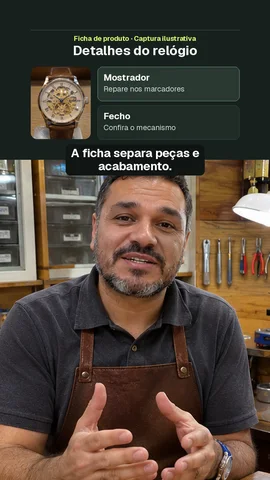 Ficha de produto · Captura ilustrativa
Detalhes do relógio
Mostrador
Repare nos marcadores
Fecho
Confira o mecanismo
A ficha separa peças e
acabamento.